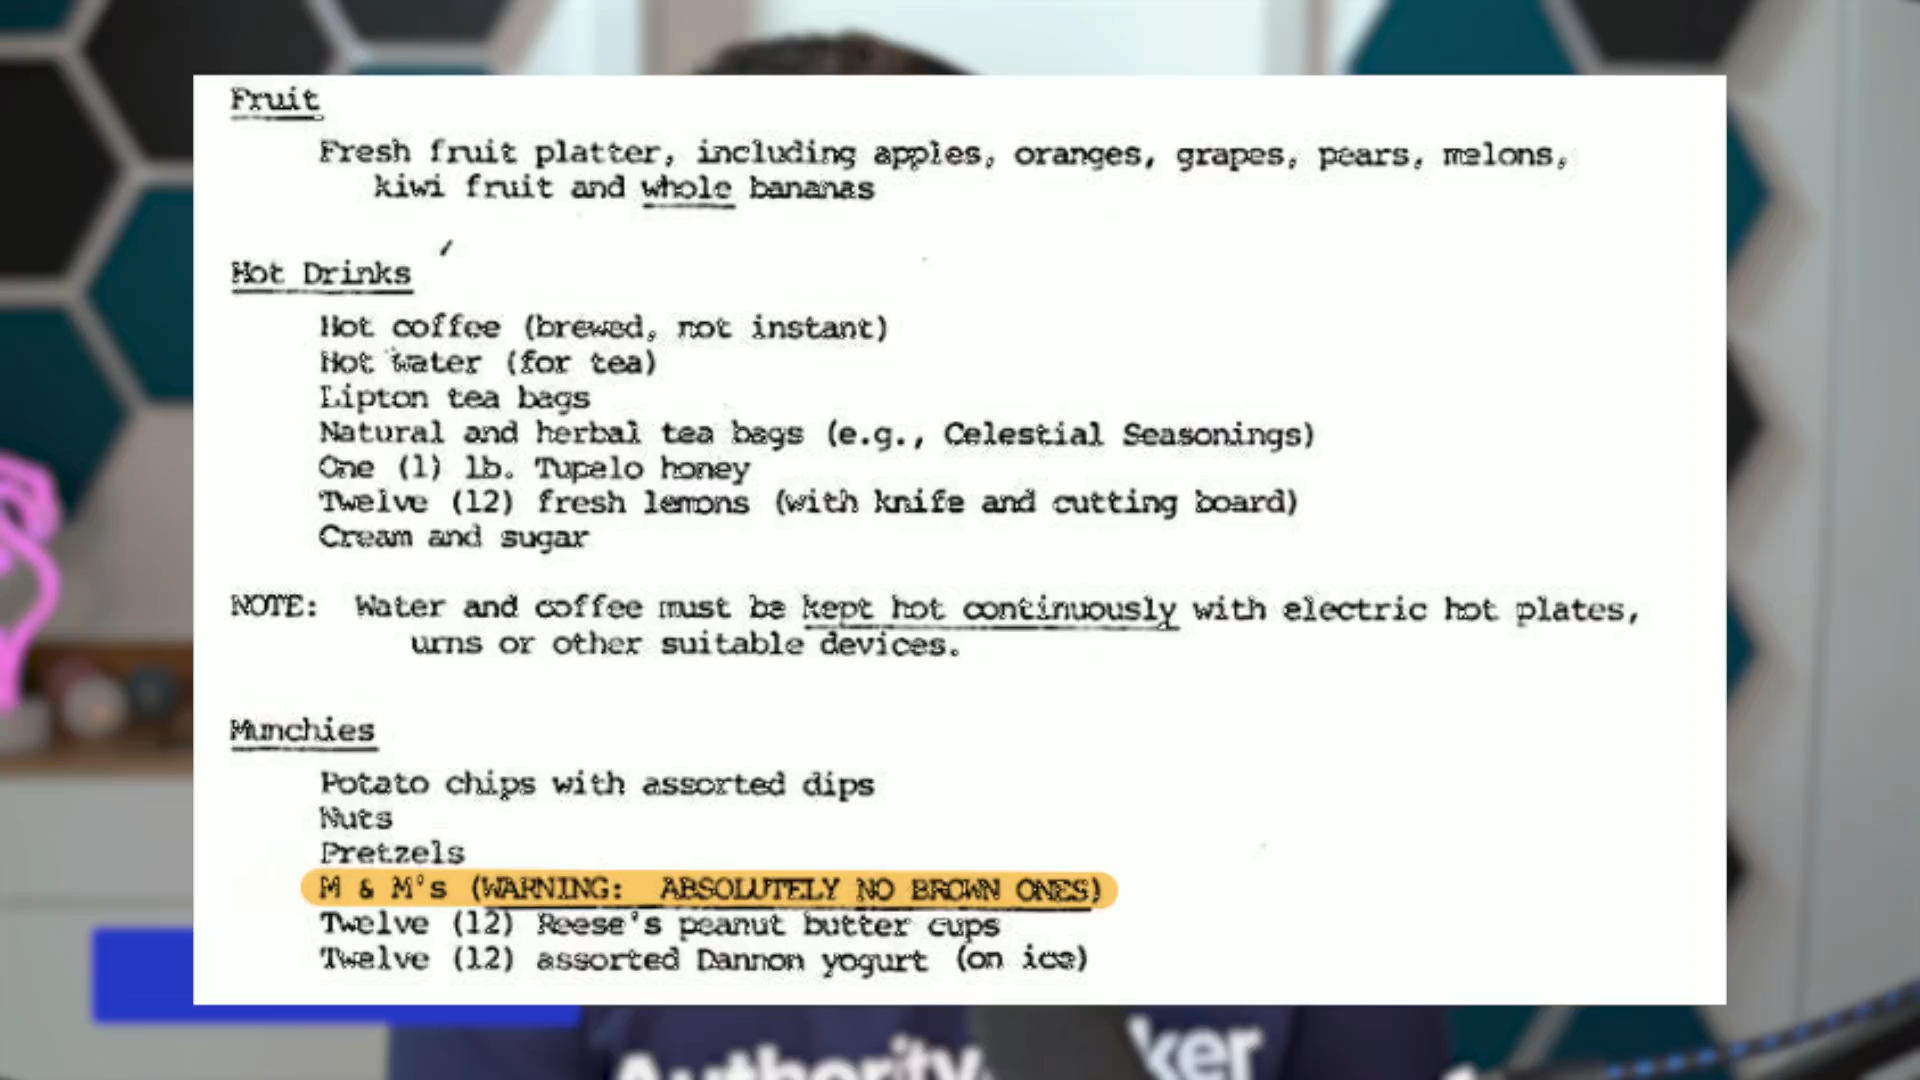 Fruit
Fresh fruit platter, including apples, oranges, grapes, pears, melons,
kiwi fruit and whole bananas
Hot Drinks
Hot coffee (brewed, not instant)
Hot water (for tea)
Lipton tea bags
Natural and herbal tea bags (e.g., Celestial Seasonings)
One (1) lb. Tupelo honey
Twelve (12) fresh lemons (with knife and cutting board)
Cream and sugar
NOTE: Water and coffee must be kept hot continuously with electric hot plates,
urns or other suitable devices.
Munchies
Potato chips with assorted dips
Nuts
Pretzels
M & M's (WARNING: ABSOLUTELY NO BROWN ONES)
Twelve (12) Reese's peanut butter cups
Twelve (12) assorted Dannon yogurt (on ice)
Authority
ker